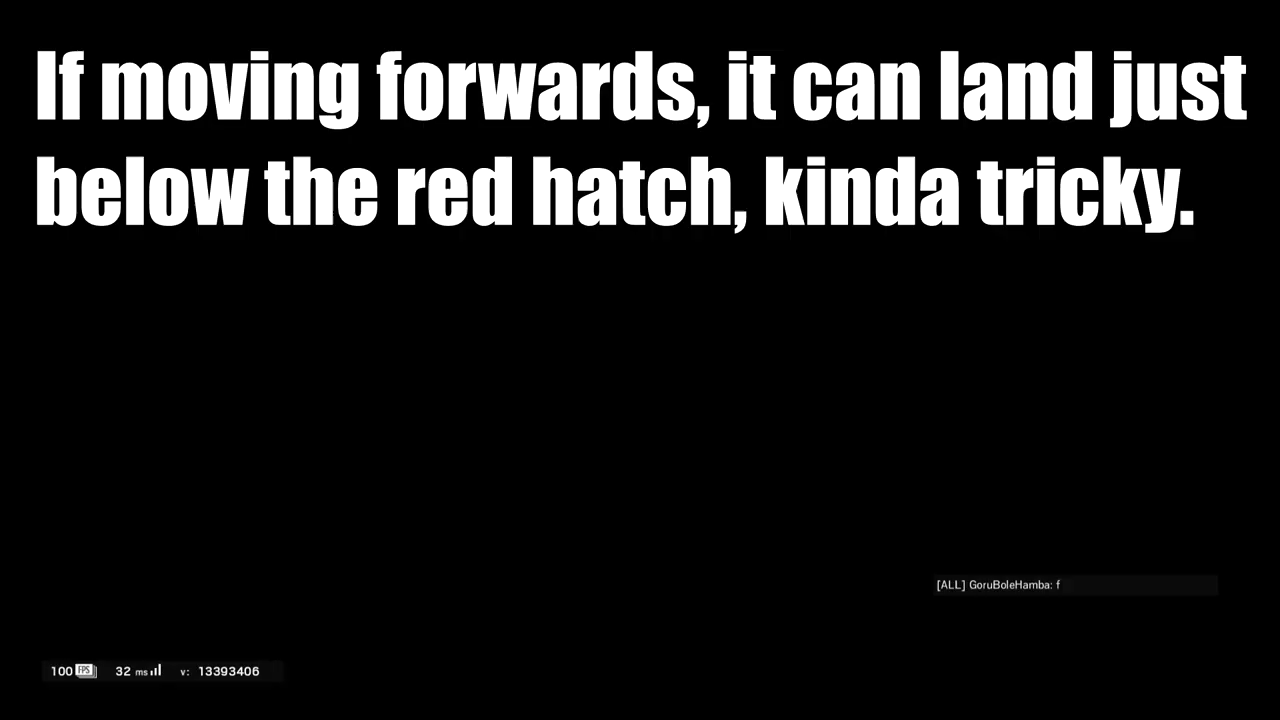 If moving forwards, it can land just
below the red hatch, kinda tricky.
[ALL] GoruBoleHamba: f
100 FPS 32 ms v: 13393406